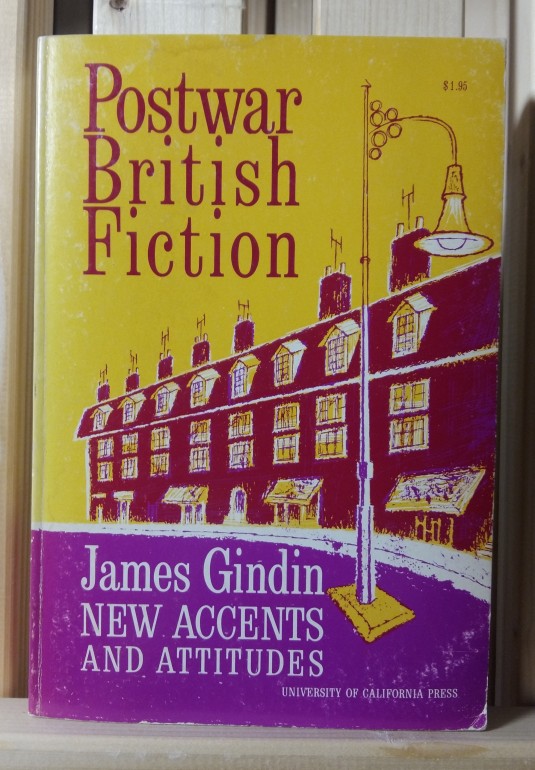 $1.95
Postwar
British
Fiction
James Gindin
NEW ACCENTS
AND ATTITUDES
UNIVERSITY OF CALIFORNIA PRESS